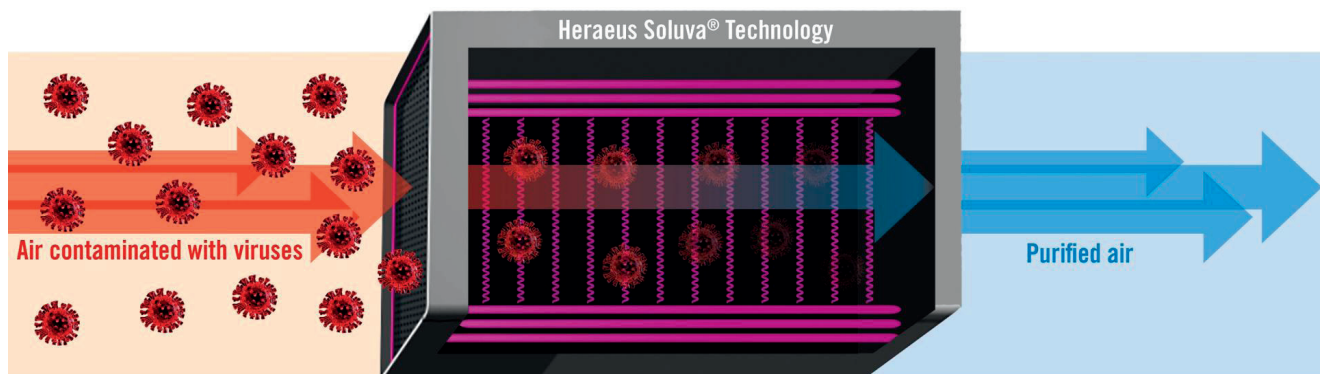 Heraeus Soluva® Technology
Air contaminated with viruses
Purified air